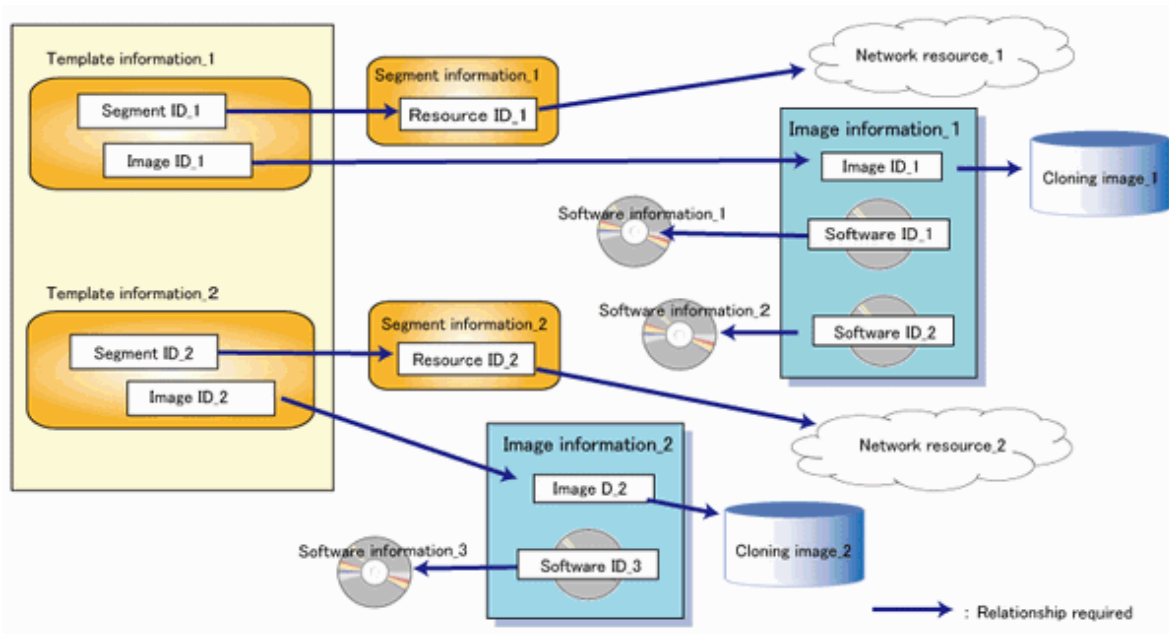 Template information_1
Segment ID_1
Image ID_1
Segment information_1
Resource ID_1
Network resource_1
Image information_1
Image ID_1
Cloning image_1
Software information_1
Software ID_1
Software information_2
Software ID_2
Template information_2
Segment ID_2
Image ID_2
Segment information_2
Resource ID_2
Network resource_2
Image information_2
Image D_2
Cloning image_2
Software information_3
Software ID_3
: Relationship required